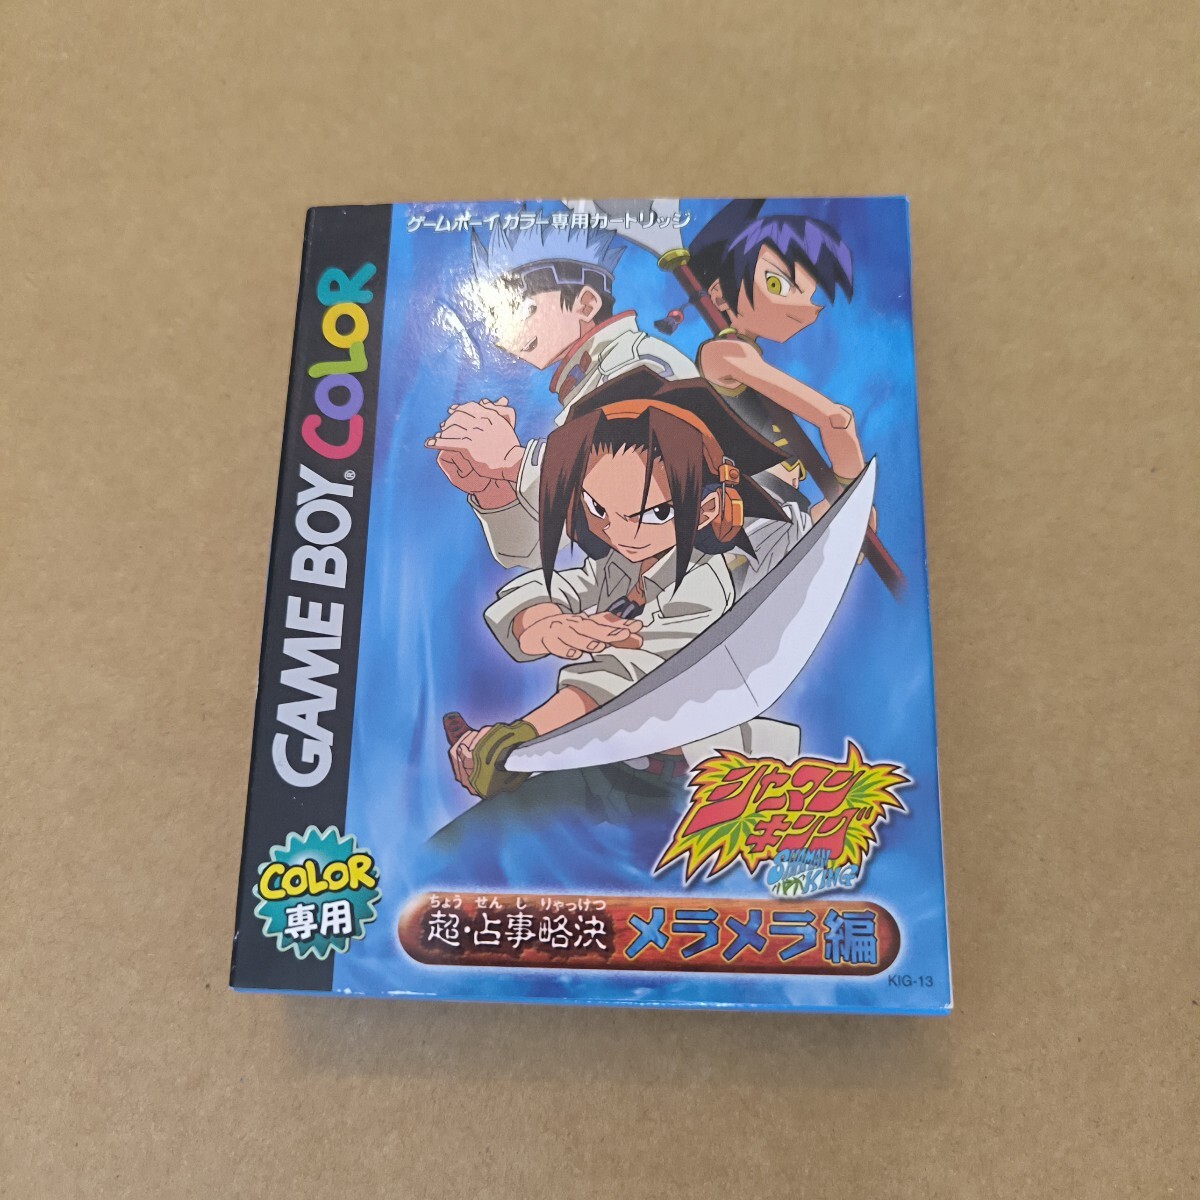 ゲームボーイカラー専用カートリッジ
GAME BOY® COLOR
COLOR
専用
シャーマン
キング
SHAMAN
KING
ちょう せん じ りゃっけつ
超・占事略決 メラメラ編
KIG-13